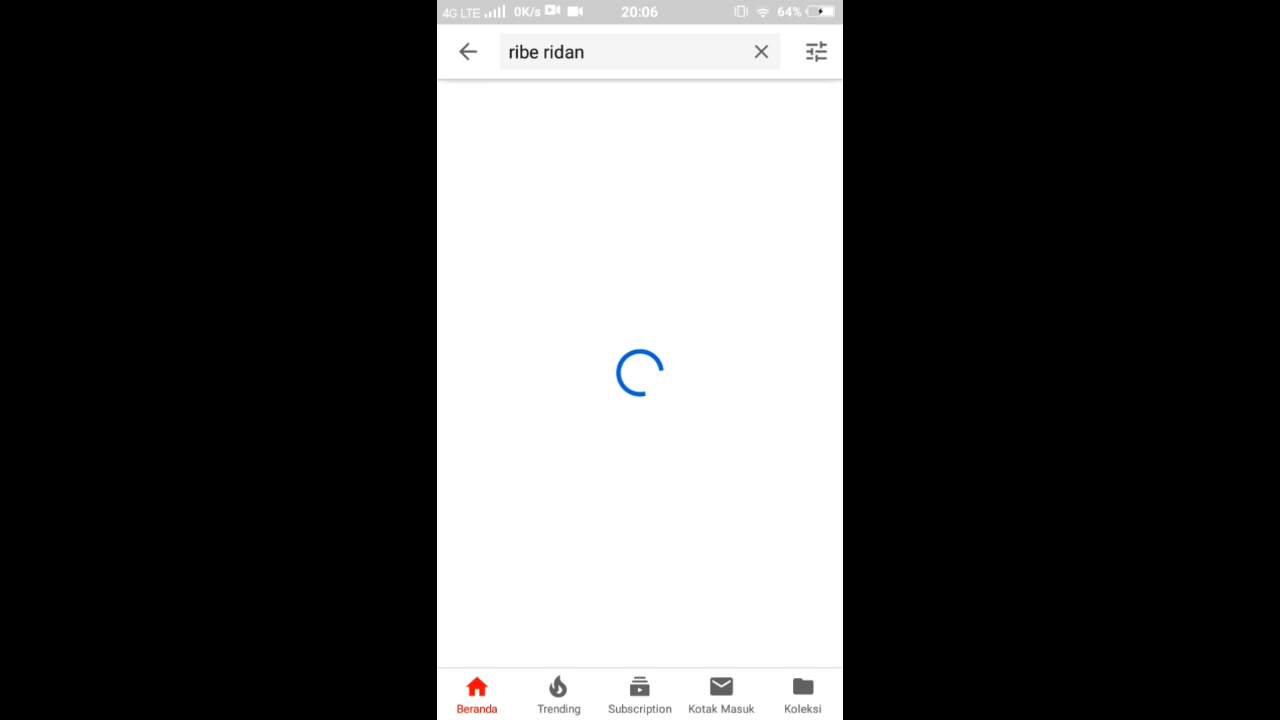 4G LTE 0K/s 20:06 64%
ribe ridan
Beranda Trending Subscription Kotak Masuk Koleksi